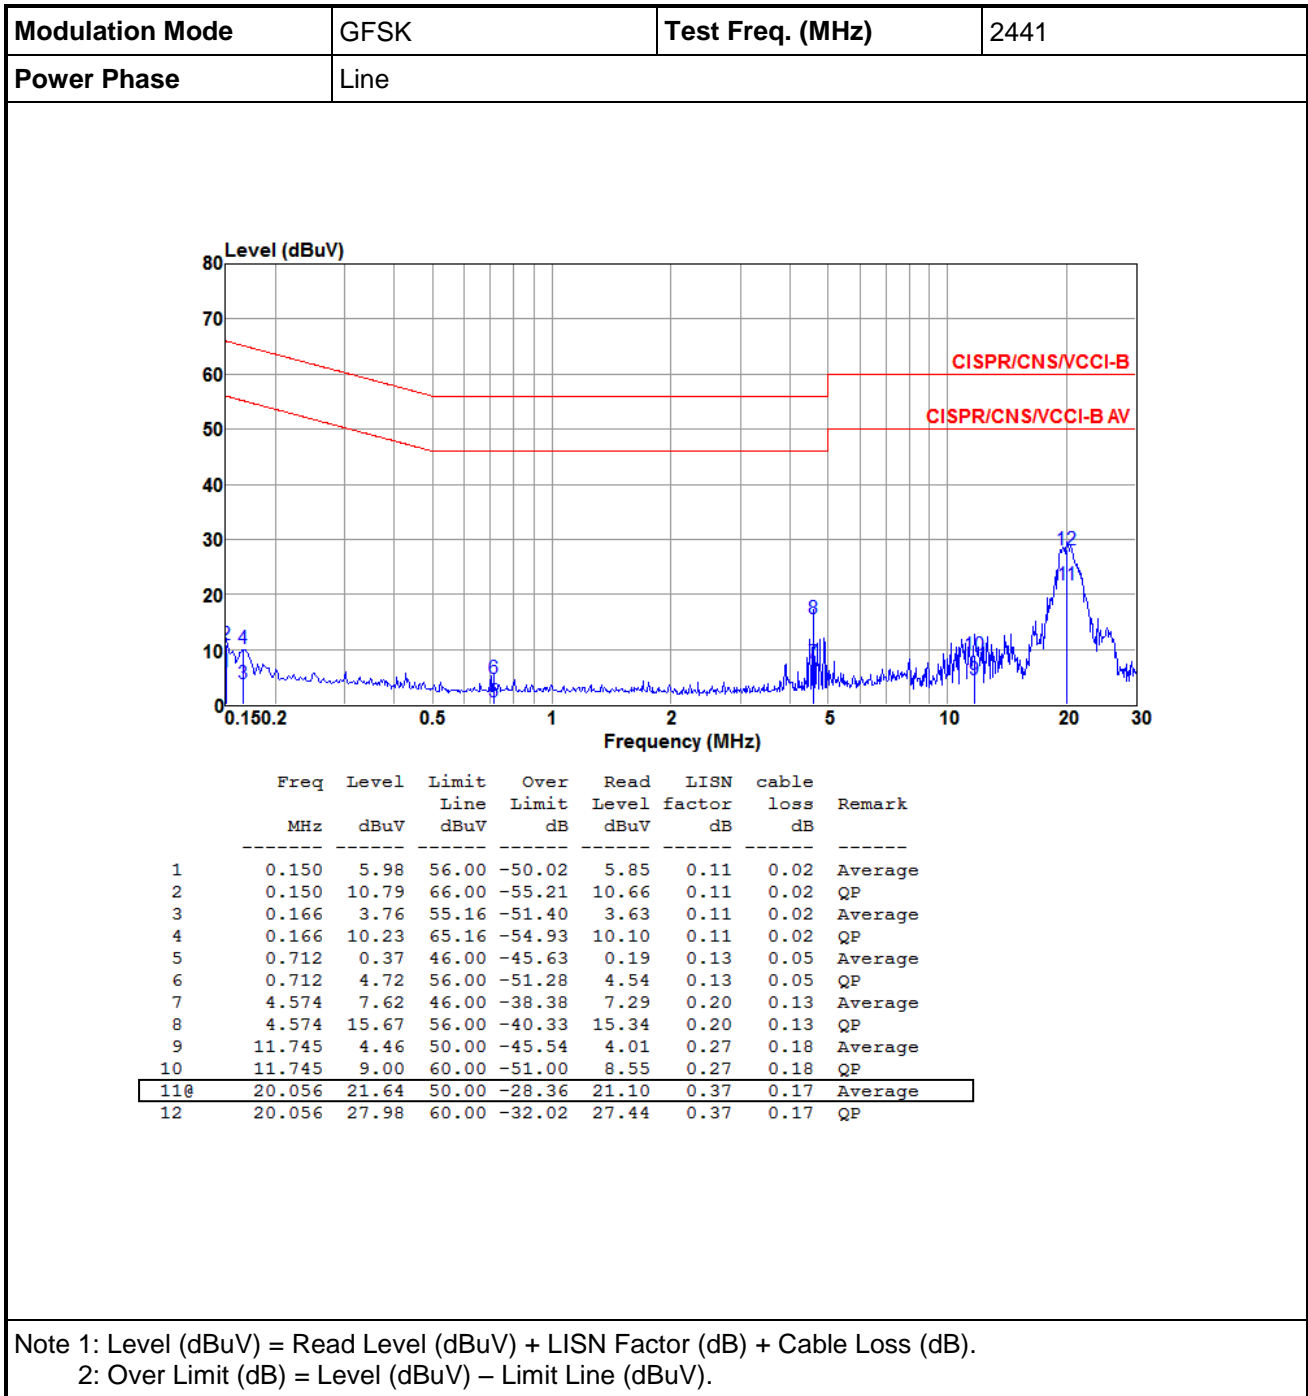 Modulation Mode GFSK Test Freq. (MHz) 2441
Power Phase Line
Level (dBuV)
80
70
60
50
40
30
20
10
0
CISPR/CNS/VCCI-B
CISPR/CNS/VCCI-B AV
2 4 3 6 5 8 7 10 9 12 11
0.15 0.2 0.5 1 2 5 10 20 30
Frequency (MHz)
Freq Level Limit Over Read LISN cable
Line Limit Level factor loss Remark
MHz dBuV dBuV dB dBuV dB dB
------- ------ ------ ------ ------ ------ ------ ------
1 0.150 5.98 56.00 -50.02 5.85 0.11 0.02 Average
2 0.150 10.79 66.00 -55.21 10.66 0.11 0.02 QP
3 0.166 3.76 55.16 -51.40 3.63 0.11 0.02 Average
4 0.166 10.23 65.16 -54.93 10.10 0.11 0.02 QP
5 0.712 0.37 46.00 -45.63 0.19 0.13 0.05 Average
6 0.712 4.72 56.00 -51.28 4.54 0.13 0.05 QP
7 4.574 7.62 46.00 -38.38 7.29 0.20 0.13 Average
8 4.574 15.67 56.00 -40.33 15.34 0.20 0.13 QP
9 11.745 4.46 50.00 -45.54 4.01 0.27 0.18 Average
10 11.745 9.00 60.00 -51.00 8.55 0.27 0.18 QP
11@ 20.056 21.64 50.00 -28.36 21.10 0.37 0.17 Average
12 20.056 27.98 60.00 -32.02 27.44 0.37 0.17 QP
Note 1: Level (dBuV) = Read Level (dBuV) + LISN Factor (dB) + Cable Loss (dB).
2: Over Limit (dB) = Level (dBuV) – Limit Line (dBuV).